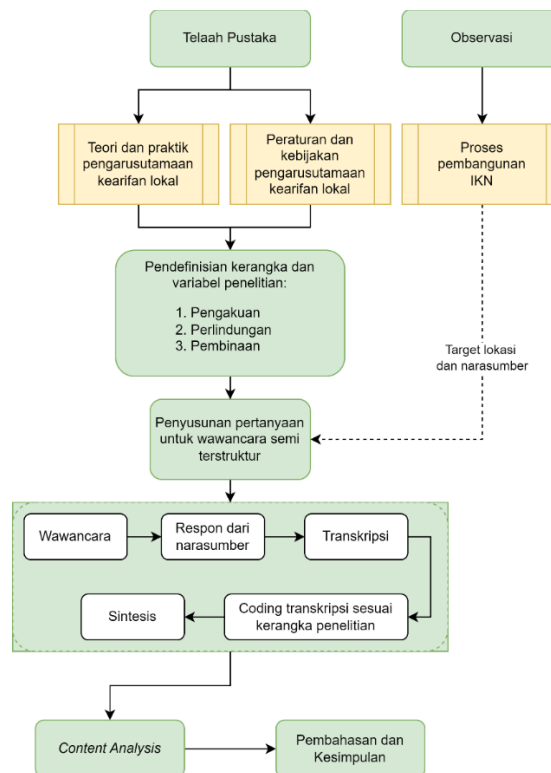 Telaah Pustaka
Observasi
Teori dan praktik
pengarusutamaan
kearifan lokal
Peraturan dan
kebijakan
pengarusutamaan
kearifan lokal
Proses
pembangunan
IKN
Pendefinisian kerangka dan
variabel penelitian:
1. Pengakuan
2. Perlindungan
3. Pembinaan
Target lokasi
dan narasumber
Penyusunan pertanyaan
untuk wawancara semi
terstruktur
Wawancara
Respon dari
narasumber
Transkripsi
Sintesis
Coding transkripsi sesuai
kerangka penelitian
Content Analysis
Pembahasan dan
Kesimpulan